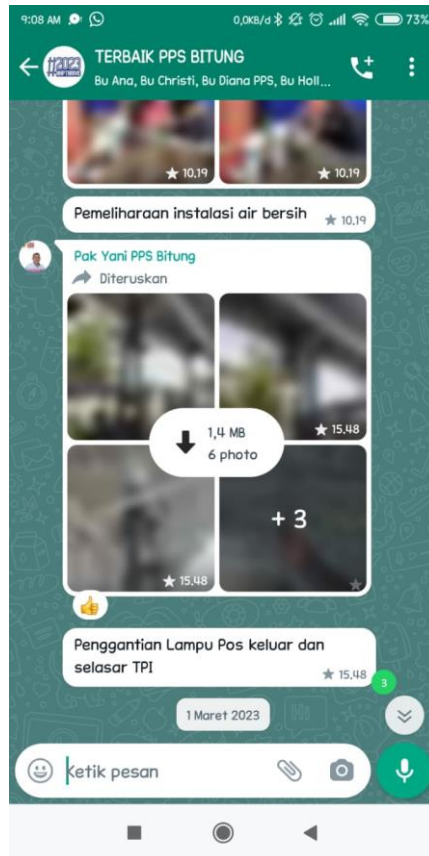 9:08 AM 0,0KB/d 73%
TERBAIK PPS BITUNG
Bu Ana, Bu Christi, Bu Diana PPS, Bu Holl...
10.19 10.19
Pemeliharaan instalasi air bersih 10.19
Pak Yani PPS Bitung
Diteruskan
1,4 MB
6 photo
15.48
+ 3
15.48
Penggantian Lampu Pos keluar dan
selasar TPI 15.48
3
1 Maret 2023
Ketik pesan